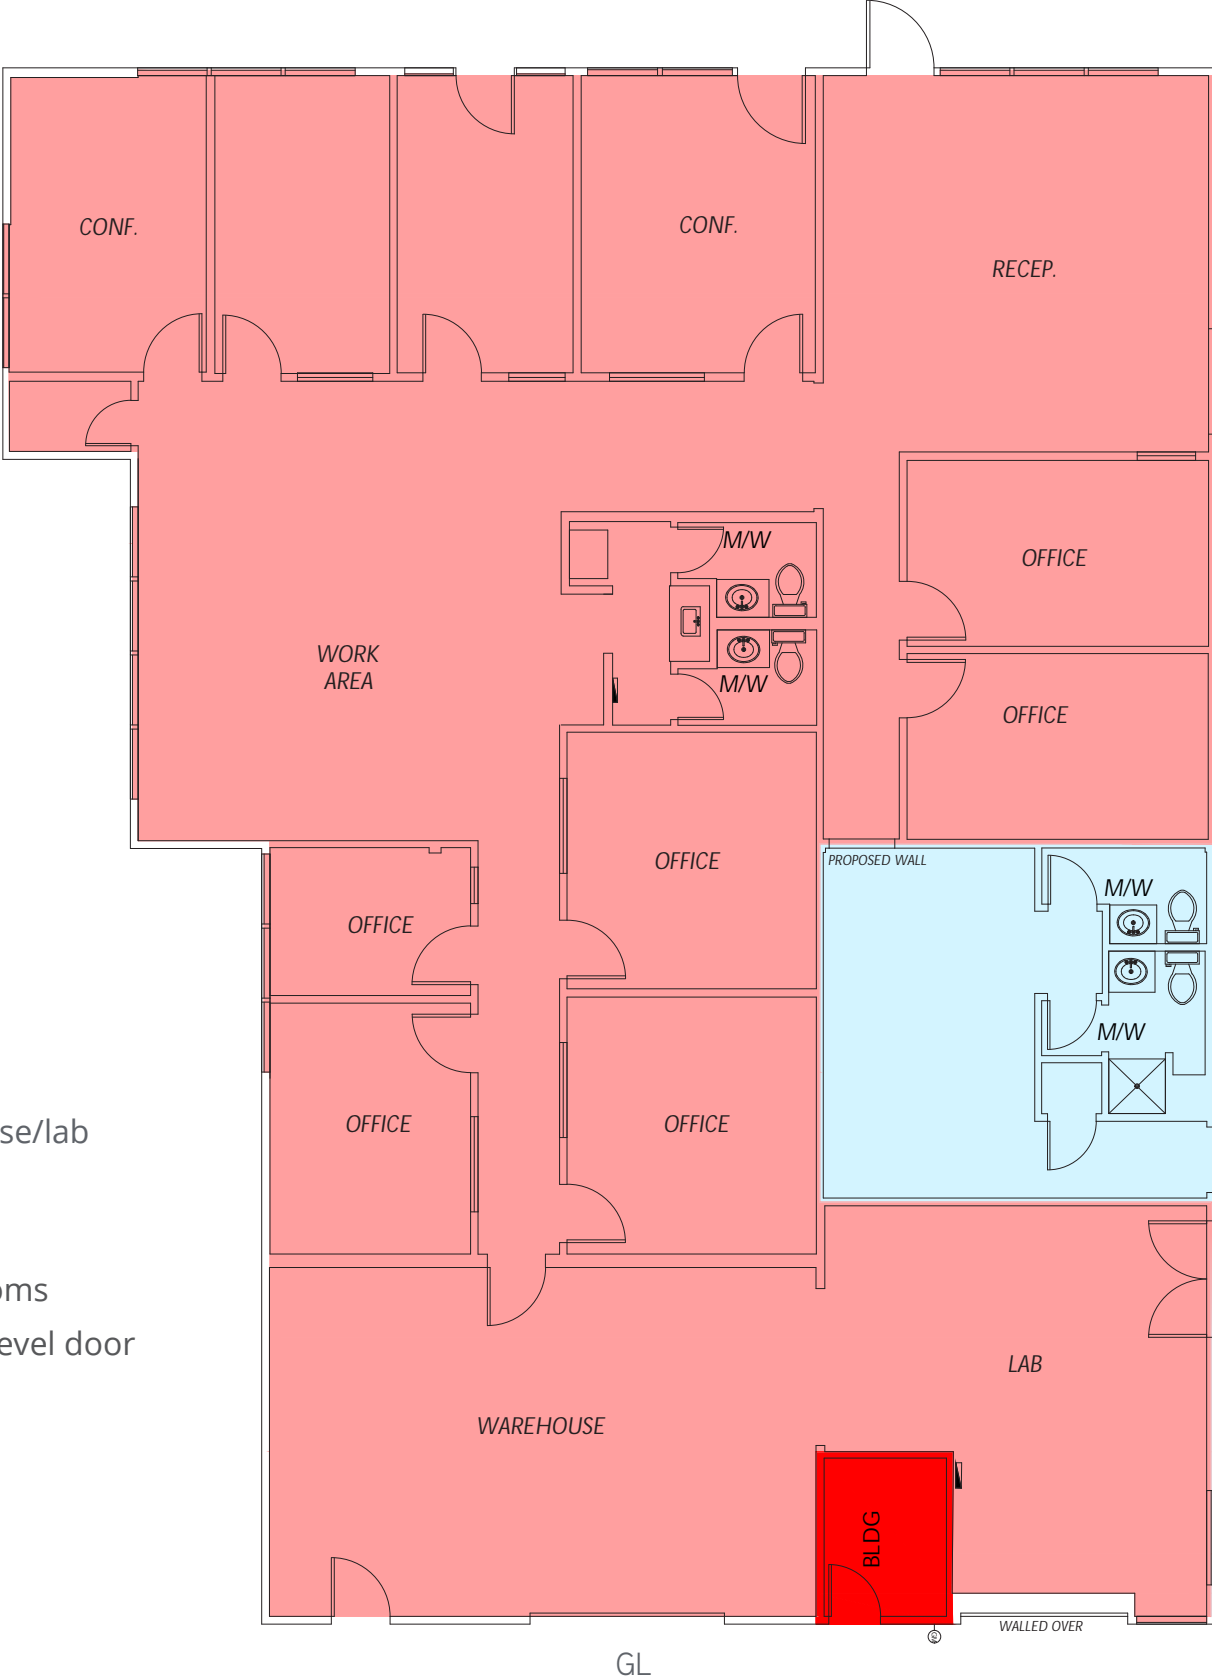 CONF.
CONF.
RECEP.
M/W
OFFICE
WORK
AREA
M/W
OFFICE
OFFICE
PROPOSED WALL
M/W
OFFICE
M/W
OFFICE
OFFICE
se/lab
oms
evel door
LAB
WAREHOUSE
BLDG
WALLED OVER
GL